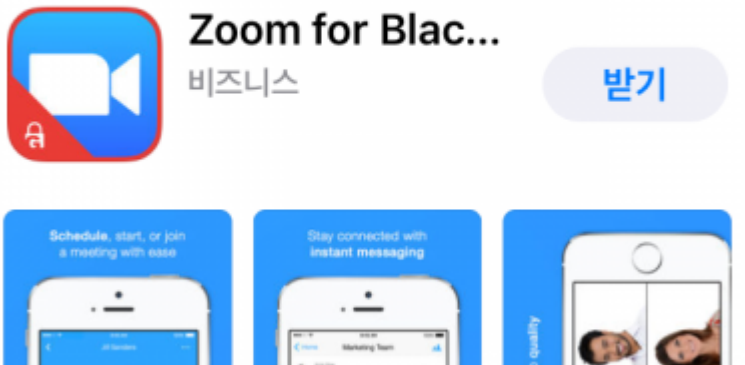 Zoom for Blac...
비즈니스
받기
Schedule, start, or join
a meeting with ease
Stay connected with
instant messaging
Marketing Team
quality